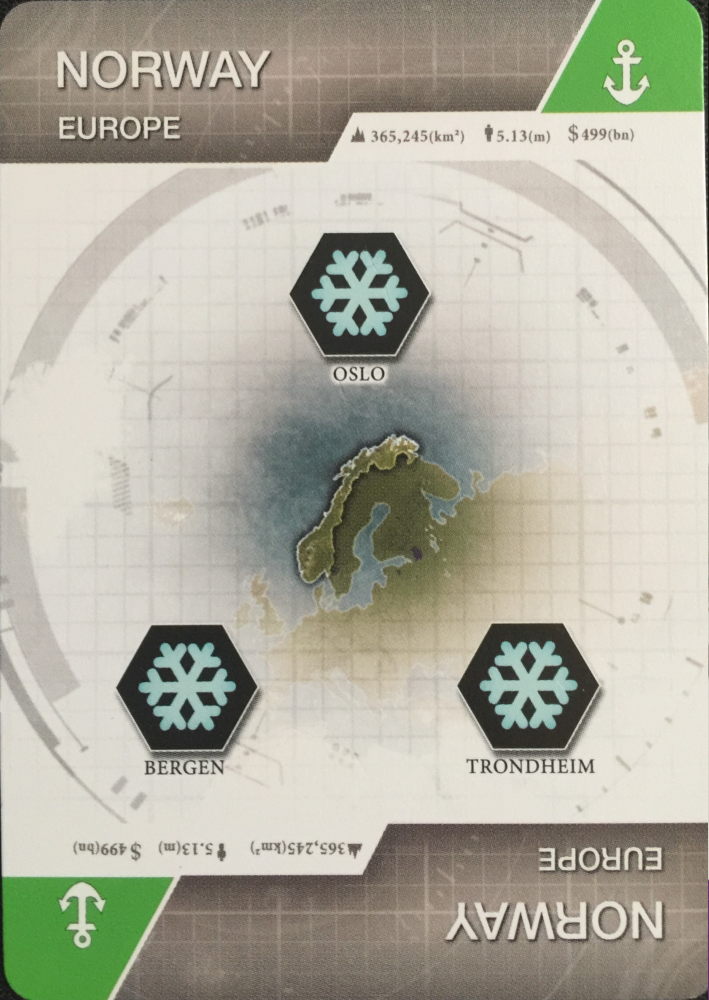 NORWAY
EUROPE
365,245(km²) 5.13(m) $499(bn)
OSLO
BERGEN
TRONDHEIM
365,245(km²) 5.13(m) $499(bn)
EUROPE
NORWAY